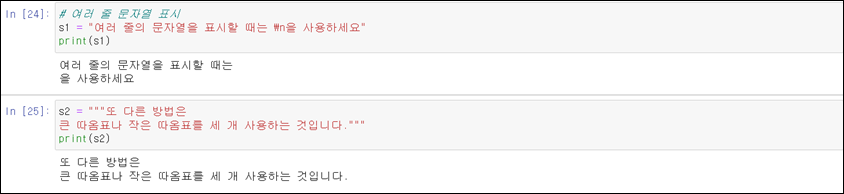 In [24]: # 여러 줄 문자열 표시
s1 = "여러 줄의 문자열을 표시할 때는 ₩n을 사용하세요"
print(s1)
여러 줄의 문자열을 표시할 때는
을 사용하세요
In [25]: s2 = """또 다른 방법은
큰 따옴표나 작은 따옴표를 세 개 사용하는 것입니다."""
print(s2)
또 다른 방법은
큰 따옴표나 작은 따옴표를 세 개 사용하는 것입니다.